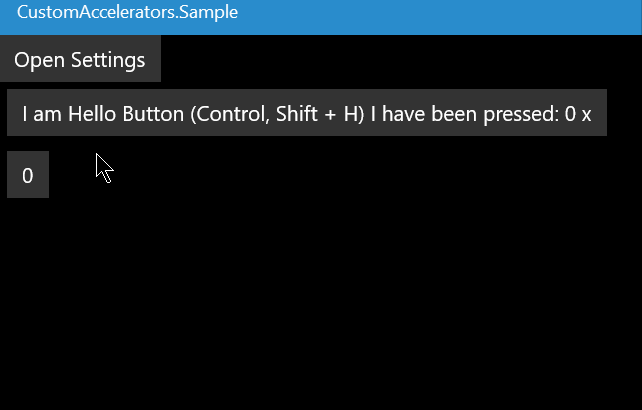 CustomAccelerators.Sample
Open Settings
I am Hello Button (Control, Shift + H) I have been pressed: 0 x
0